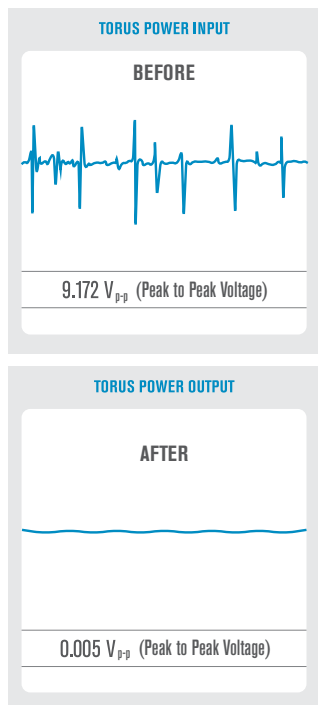 TORUS POWER INPUT
BEFORE
9.172 Vp-p (Peak to Peak Voltage)
TORUS POWER OUTPUT
AFTER
0.005 Vp-p (Peak to Peak Voltage)